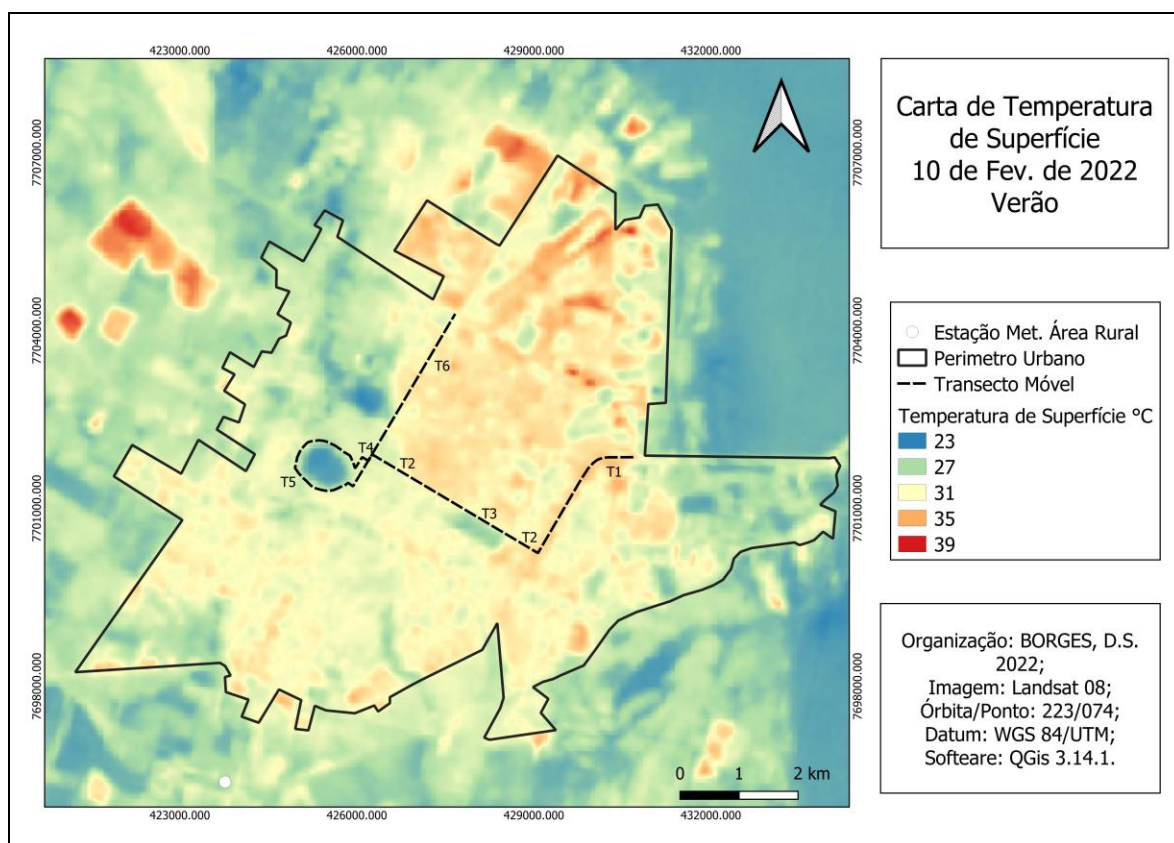 423000.000 426000.000 429000.000 432000.000
7707000.000
7704000.000
7701000.000
7698000.000
T6
T4
T2
T5
T1
T3
T2
7707000.000
7704000.000
7701000.000
7698000.000
0 1 2 km
423000.000 426000.000 429000.000 432000.000
Carta de Temperatura
de Superfície
10 de Fev. de 2022
Verão
Estação Met. Área Rural
Perimetro Urbano
Transecto Móvel
Temperatura de Superfície °C
23
27
31
35
39
Organização: BORGES, D.S.
2022;
Imagem: Landsat 08;
Órbita/Ponto: 223/074;
Datum: WGS 84/UTM;
Softeare: QGis 3.14.1.